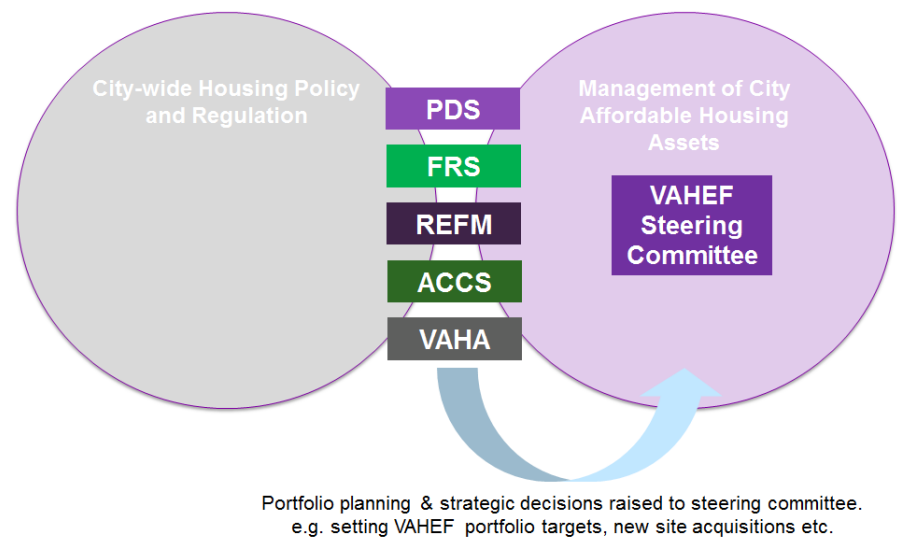 City-wide Housing Policy
and Regulation
Management of City
Affordable Housing
Assets
PDS
FRS
REFM
ACCS
VAHA
VAHEF
Steering
Committee
Portfolio planning & strategic decisions raised to steering committee.
e.g. setting VAHEF portfolio targets, new site acquisitions etc.